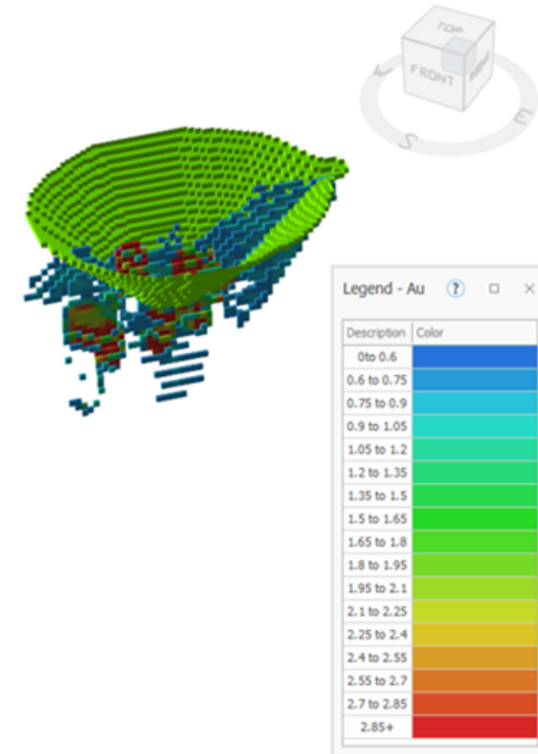 TOP
FRONT
W
S
E
Legend - Au ?
Description Color
0to 0.6
0.6 to 0.75
0.75 to 0.9
0.9 to 1.05
1.05 to 1.2
1.2 to 1.35
1.35 to 1.5
1.5 to 1.65
1.65 to 1.8
1.8 to 1.95
1.95 to 2.1
2.1 to 2.25
2.25 to 2.4
2.4 to 2.55
2.55 to 2.7
2.7 to 2.85
2.85+